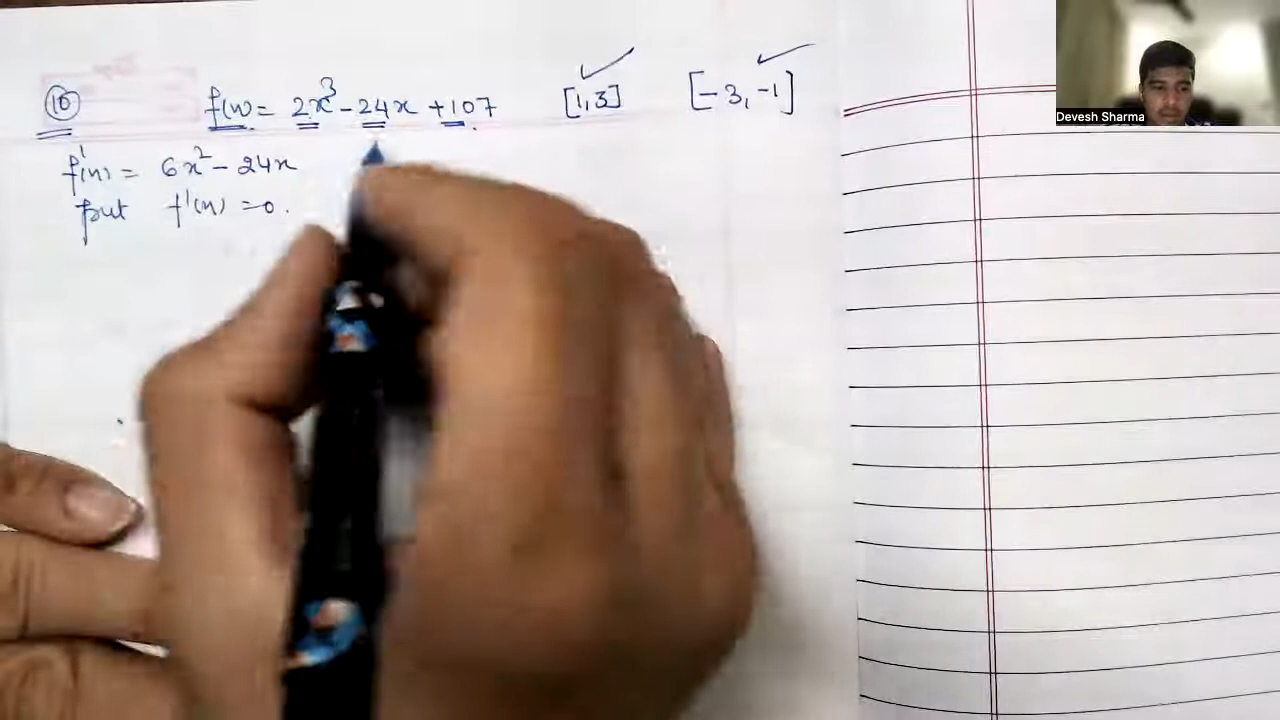 ⑩ f(x) = 2x³ - 24x + 107 [1,3] [-3,-1]
f'(x) = 6x² - 24x
put f'(x) = 0.
Devesh Sharma